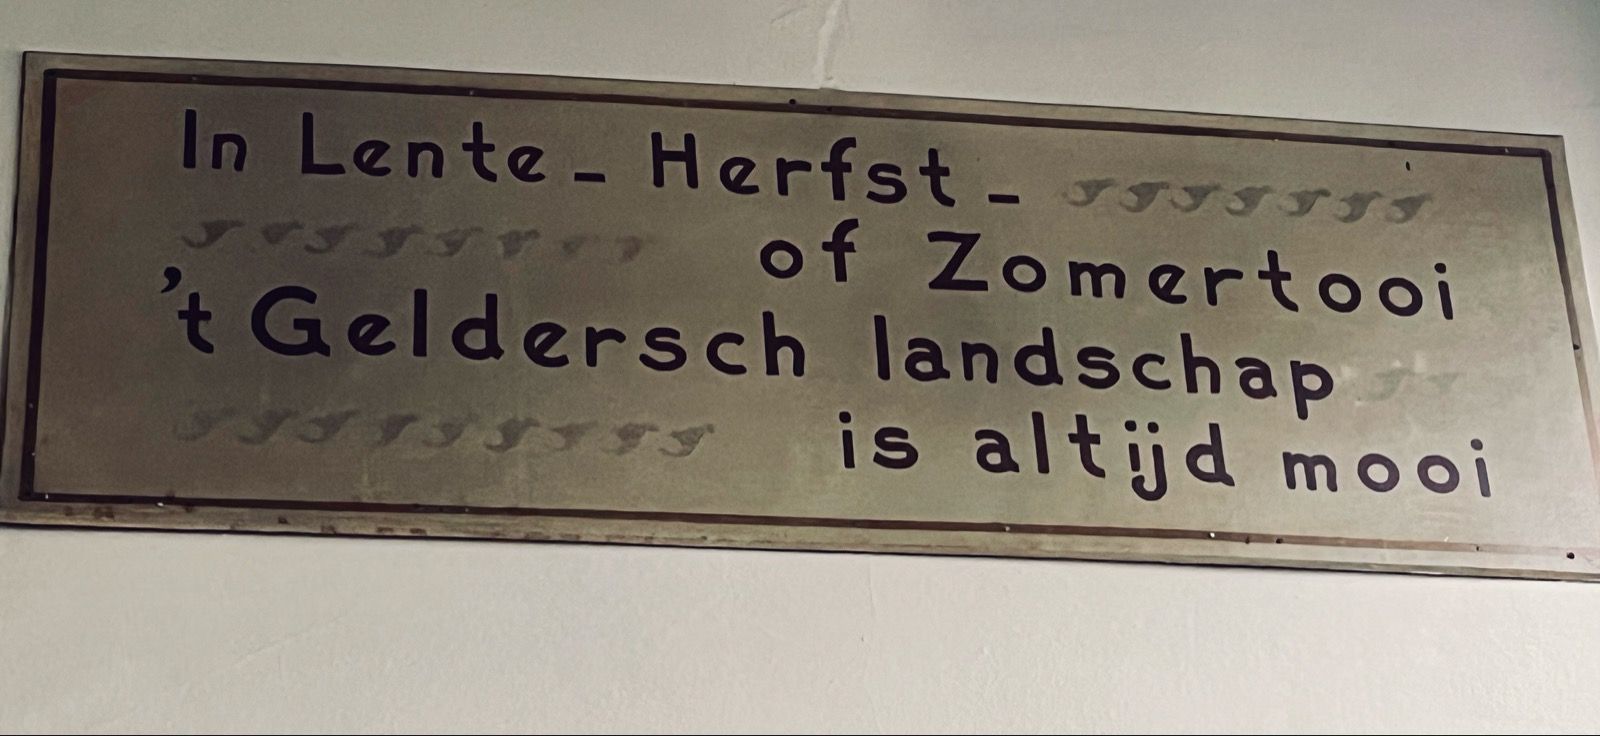 In Lente - Herfst -
of Zomertooi
't Geldersch landschap
is altijd mooi